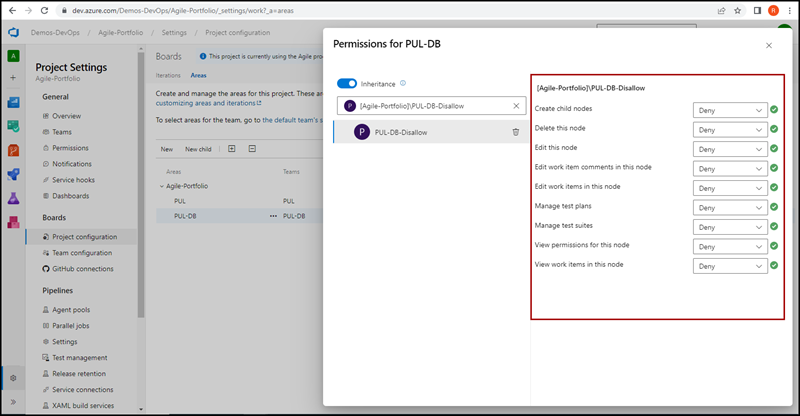 dev.azure.com/Demos-DevOps/Agile-Portfolio/_settings/work?_a=areas
R
Demos-DevOps / Agile-Portfolio / Settings / Project configuration
A
Project Settings
Agile-Portfolio
General
Overview
Teams
Permissions
Notifications
Service hooks
Dashboards
Boards
Project configuration
Team configuration
GitHub connections
Pipelines
Agent pools
Parallel jobs
Settings
Test management
Release retention
Service connections
XAML build services
Boards
This project is currently using the Agile
Iterations Areas
Create and manage the areas for this project. These
customizing areas and iterations
To select areas for the team, go to the default team's
New New child
Areas Teams
Agile-Portfolio
PUL PUL
PUL-DB ••• PUL-DB
Permissions for PUL-DB
Inheritance
P [Agile-Portfolio]\PUL-DB-Disallow
P PUL-DB-Disallow
[Agile-Portfolio]\PUL-DB-Disallow
Create child nodes Deny
Delete this node Deny
Edit this node Deny
Edit work item comments in this node Deny
Edit work items in this node Deny
Manage test plans Deny
Manage test suites Deny
View permissions for this node Deny
View work items in this node Deny